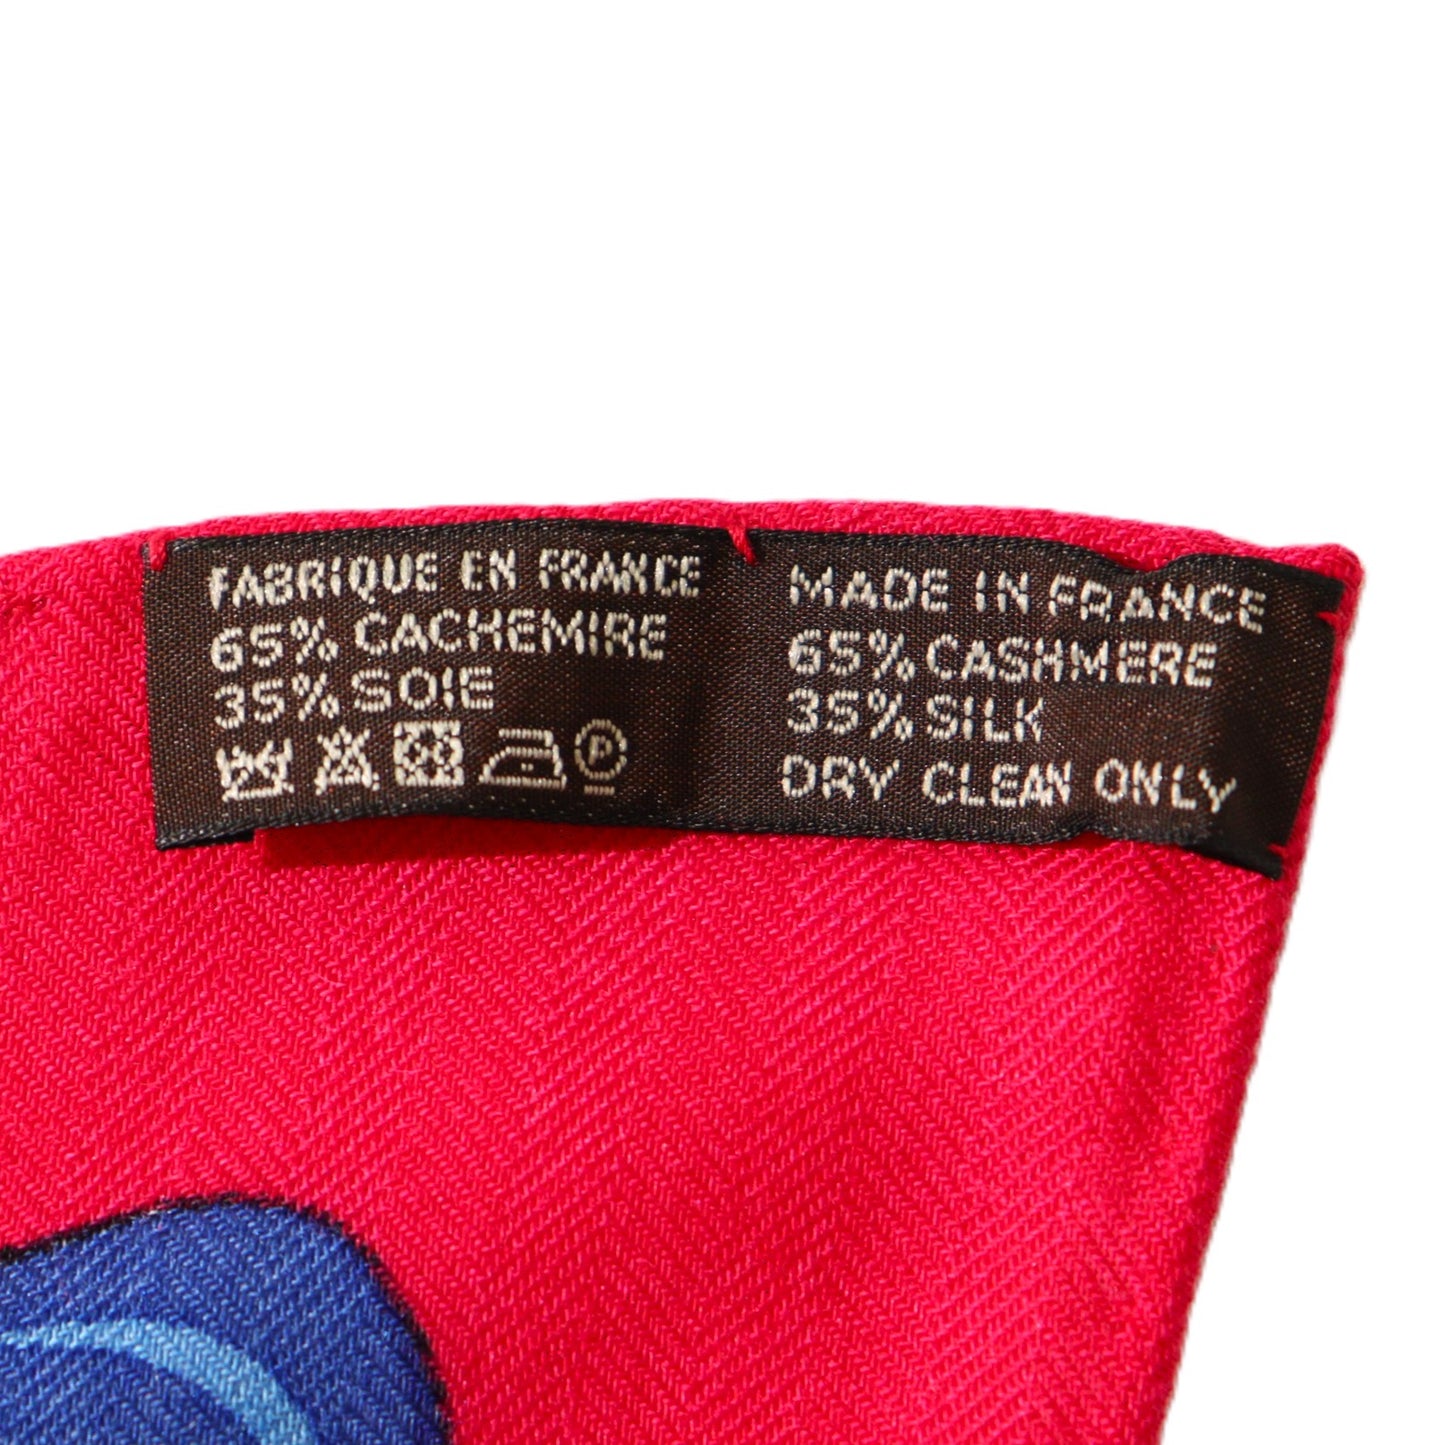 FABRIQUE EN FRANCE
65% CACHEMIRE
35% SOIE
P
MADE IN FRANCE
65% CASHMERE
35% SILK
DRY CLEAN ONLY